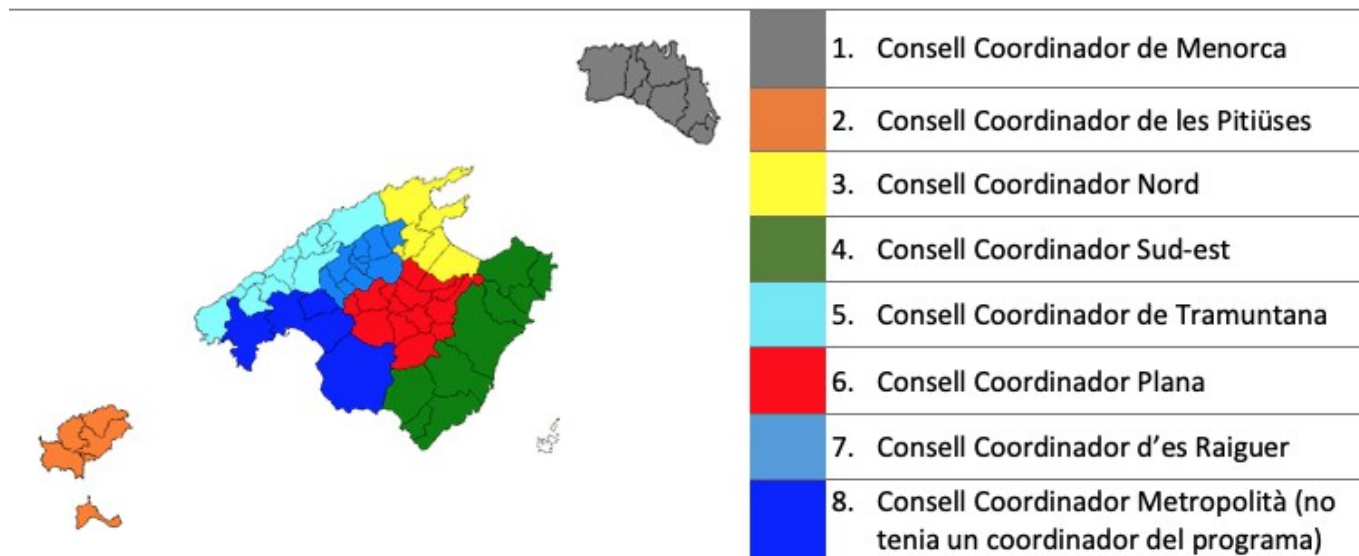 1. Consell Coordinador de Menorca
2. Consell Coordinador de les Pitiüses
3. Consell Coordinador Nord
4. Consell Coordinador Sud-est
5. Consell Coordinador de Tramuntana
6. Consell Coordinador Plana
7. Consell Coordinador d’es Raiguer
8. Consell Coordinador Metropolità (no
tenia un coordinador del programa)